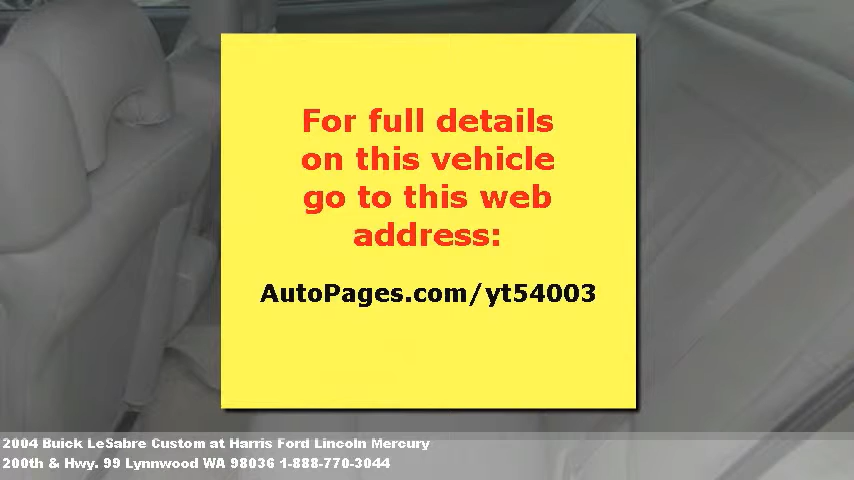 For full details
on this vehicle
go to this web
address:
AutoPages.com/yt54003
2004 Buick LeSabre Custom at Harris Ford Lincoln Mercury
200th & Hwy. 99 Lynnwood WA 98036 1-888-770-3044